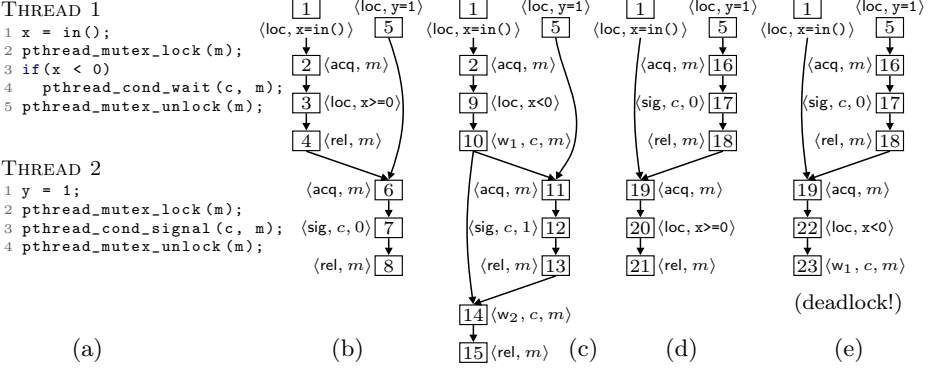 THREAD 1
1 x = in();
2 pthread_mutex_lock(m);
3 if(x < 0)
4   pthread_cond_wait(c, m);
5 pthread_mutex_unlock(m);
THREAD 2
1 y = 1;
2 pthread_mutex_lock(m);
3 pthread_cond_signal(c, m);
4 pthread_mutex_unlock(m);
(a)
1 ⟨loc, y=1⟩
⟨loc, x=in()⟩ 5
2 ⟨acq, m⟩
3 ⟨loc, x>=0⟩
4 ⟨rel, m⟩
⟨acq, m⟩ 6
⟨sig, c, 0⟩ 7
⟨rel, m⟩ 8
(b)
1 ⟨loc, y=1⟩
⟨loc, x=in()⟩ 5
2 ⟨acq, m⟩
9 ⟨loc, x<0⟩
10 ⟨w₁, c, m⟩
⟨acq, m⟩ 11
⟨sig, c, 1⟩ 12
⟨rel, m⟩ 13
14 ⟨w₂, c, m⟩
15 ⟨rel, m⟩
(c)
1 ⟨loc, y=1⟩
⟨loc, x=in()⟩ 5
⟨acq, m⟩ 16
⟨sig, c, 0⟩ 17
⟨rel, m⟩ 18
19 ⟨acq, m⟩
20 ⟨loc, x>=0⟩
21 ⟨rel, m⟩
(d)
1 ⟨loc, y=1⟩
⟨loc, x=in()⟩ 5
⟨acq, m⟩ 16
⟨sig, c, 0⟩ 17
⟨rel, m⟩ 18
19 ⟨acq, m⟩
22 ⟨loc, x<0⟩
23 ⟨w₁, c, m⟩
(deadlock!)
(e)